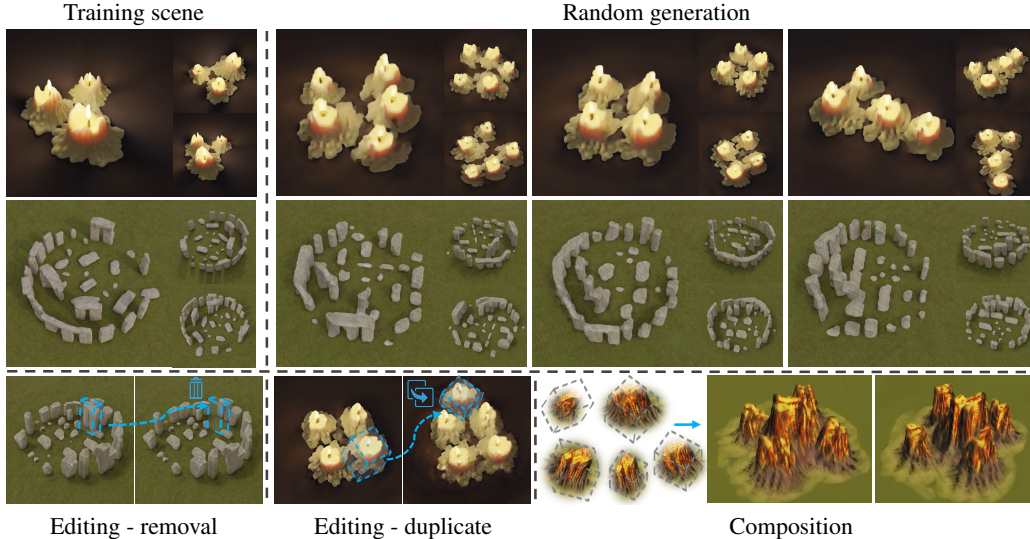 Training scene
Random generation
Editing - removal
Editing - duplicate
Composition